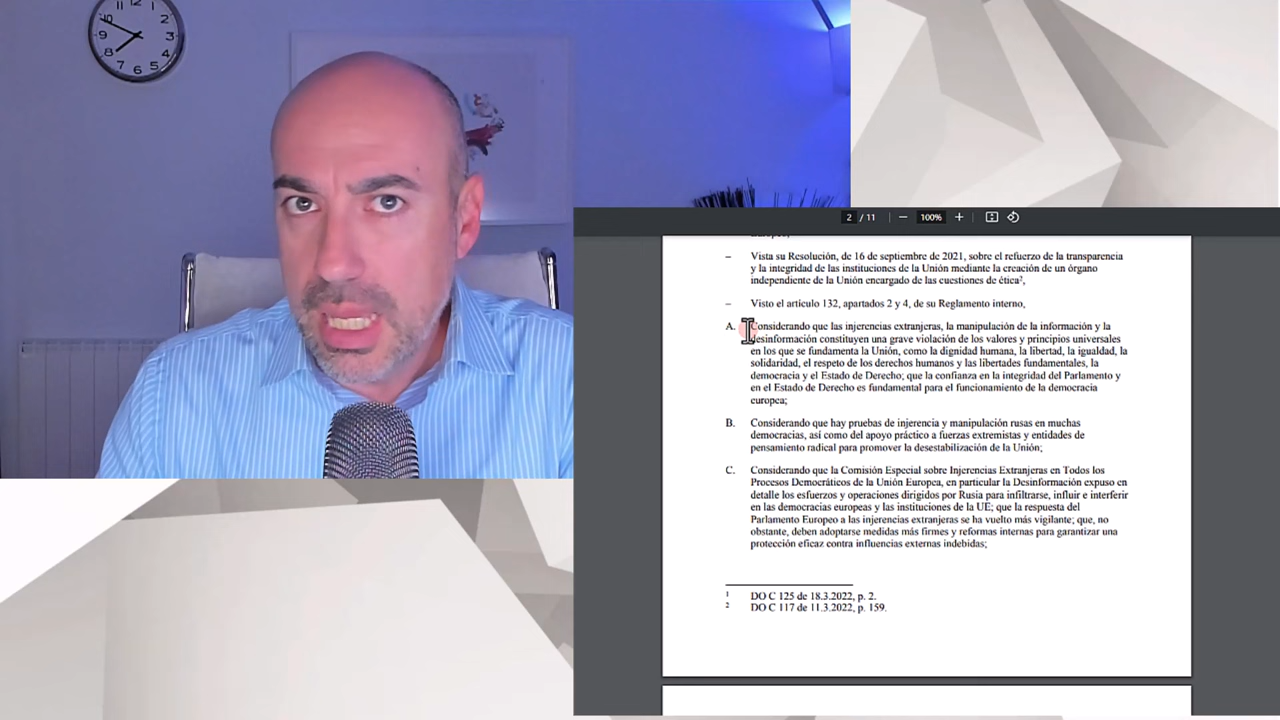 11 12
10 2
9 3
8 4
7 6 5
2 / 11 100%
europeo,
– Vista su Resolución, de 16 de septiembre de 2021, sobre el refuerzo de la transparencia
y la integridad de las instituciones de la Unión mediante la creación de un órgano
independiente de la Unión encargado de las cuestiones de ética²,
– Visto el artículo 132, apartados 2 y 4, de su Reglamento interno,
A. Considerando que las injerencias extranjeras, la manipulación de la información y la
desinformación constituyen una grave violación de los valores y principios universales
en los que se fundamenta la Unión, como la dignidad humana, la libertad, la igualdad, la
solidaridad, el respeto de los derechos humanos y las libertades fundamentales, la
democracia y el Estado de Derecho; que la confianza en la integridad del Parlamento y
en el Estado de Derecho es fundamental para el funcionamiento de la democracia
europea;
B. Considerando que hay pruebas de injerencia y manipulación rusas en muchas
democracias, así como del apoyo práctico a fuerzas extremistas y entidades de
pensamiento radical para promover la desestabilización de la Unión;
C. Considerando que la Comisión Especial sobre Injerencias Extranjeras en Todos los
Procesos Democráticos de la Unión Europea, en particular la Desinformación expuso en
detalle los esfuerzos y operaciones dirigidos por Rusia para infiltrarse, influir e interferir
en las democracias europeas y las instituciones de la UE; que la respuesta del
Parlamento Europeo a las injerencias extranjeras se ha vuelto más vigilante; que, no
obstante, deben adoptarse medidas más firmes y reformas internas para garantizar una
protección eficaz contra influencias externas indebidas;
1 DO C 125 de 18.3.2022, p. 2.
2 DO C 117 de 11.3.2022, p. 159.